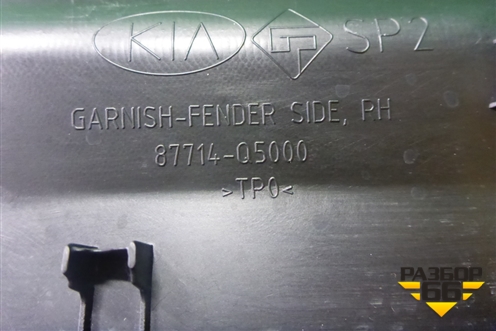 KIA SP2
GARNISH-FENDER SIDE, RH
87714-Q5000
>TPO<
РАЗБОР
66